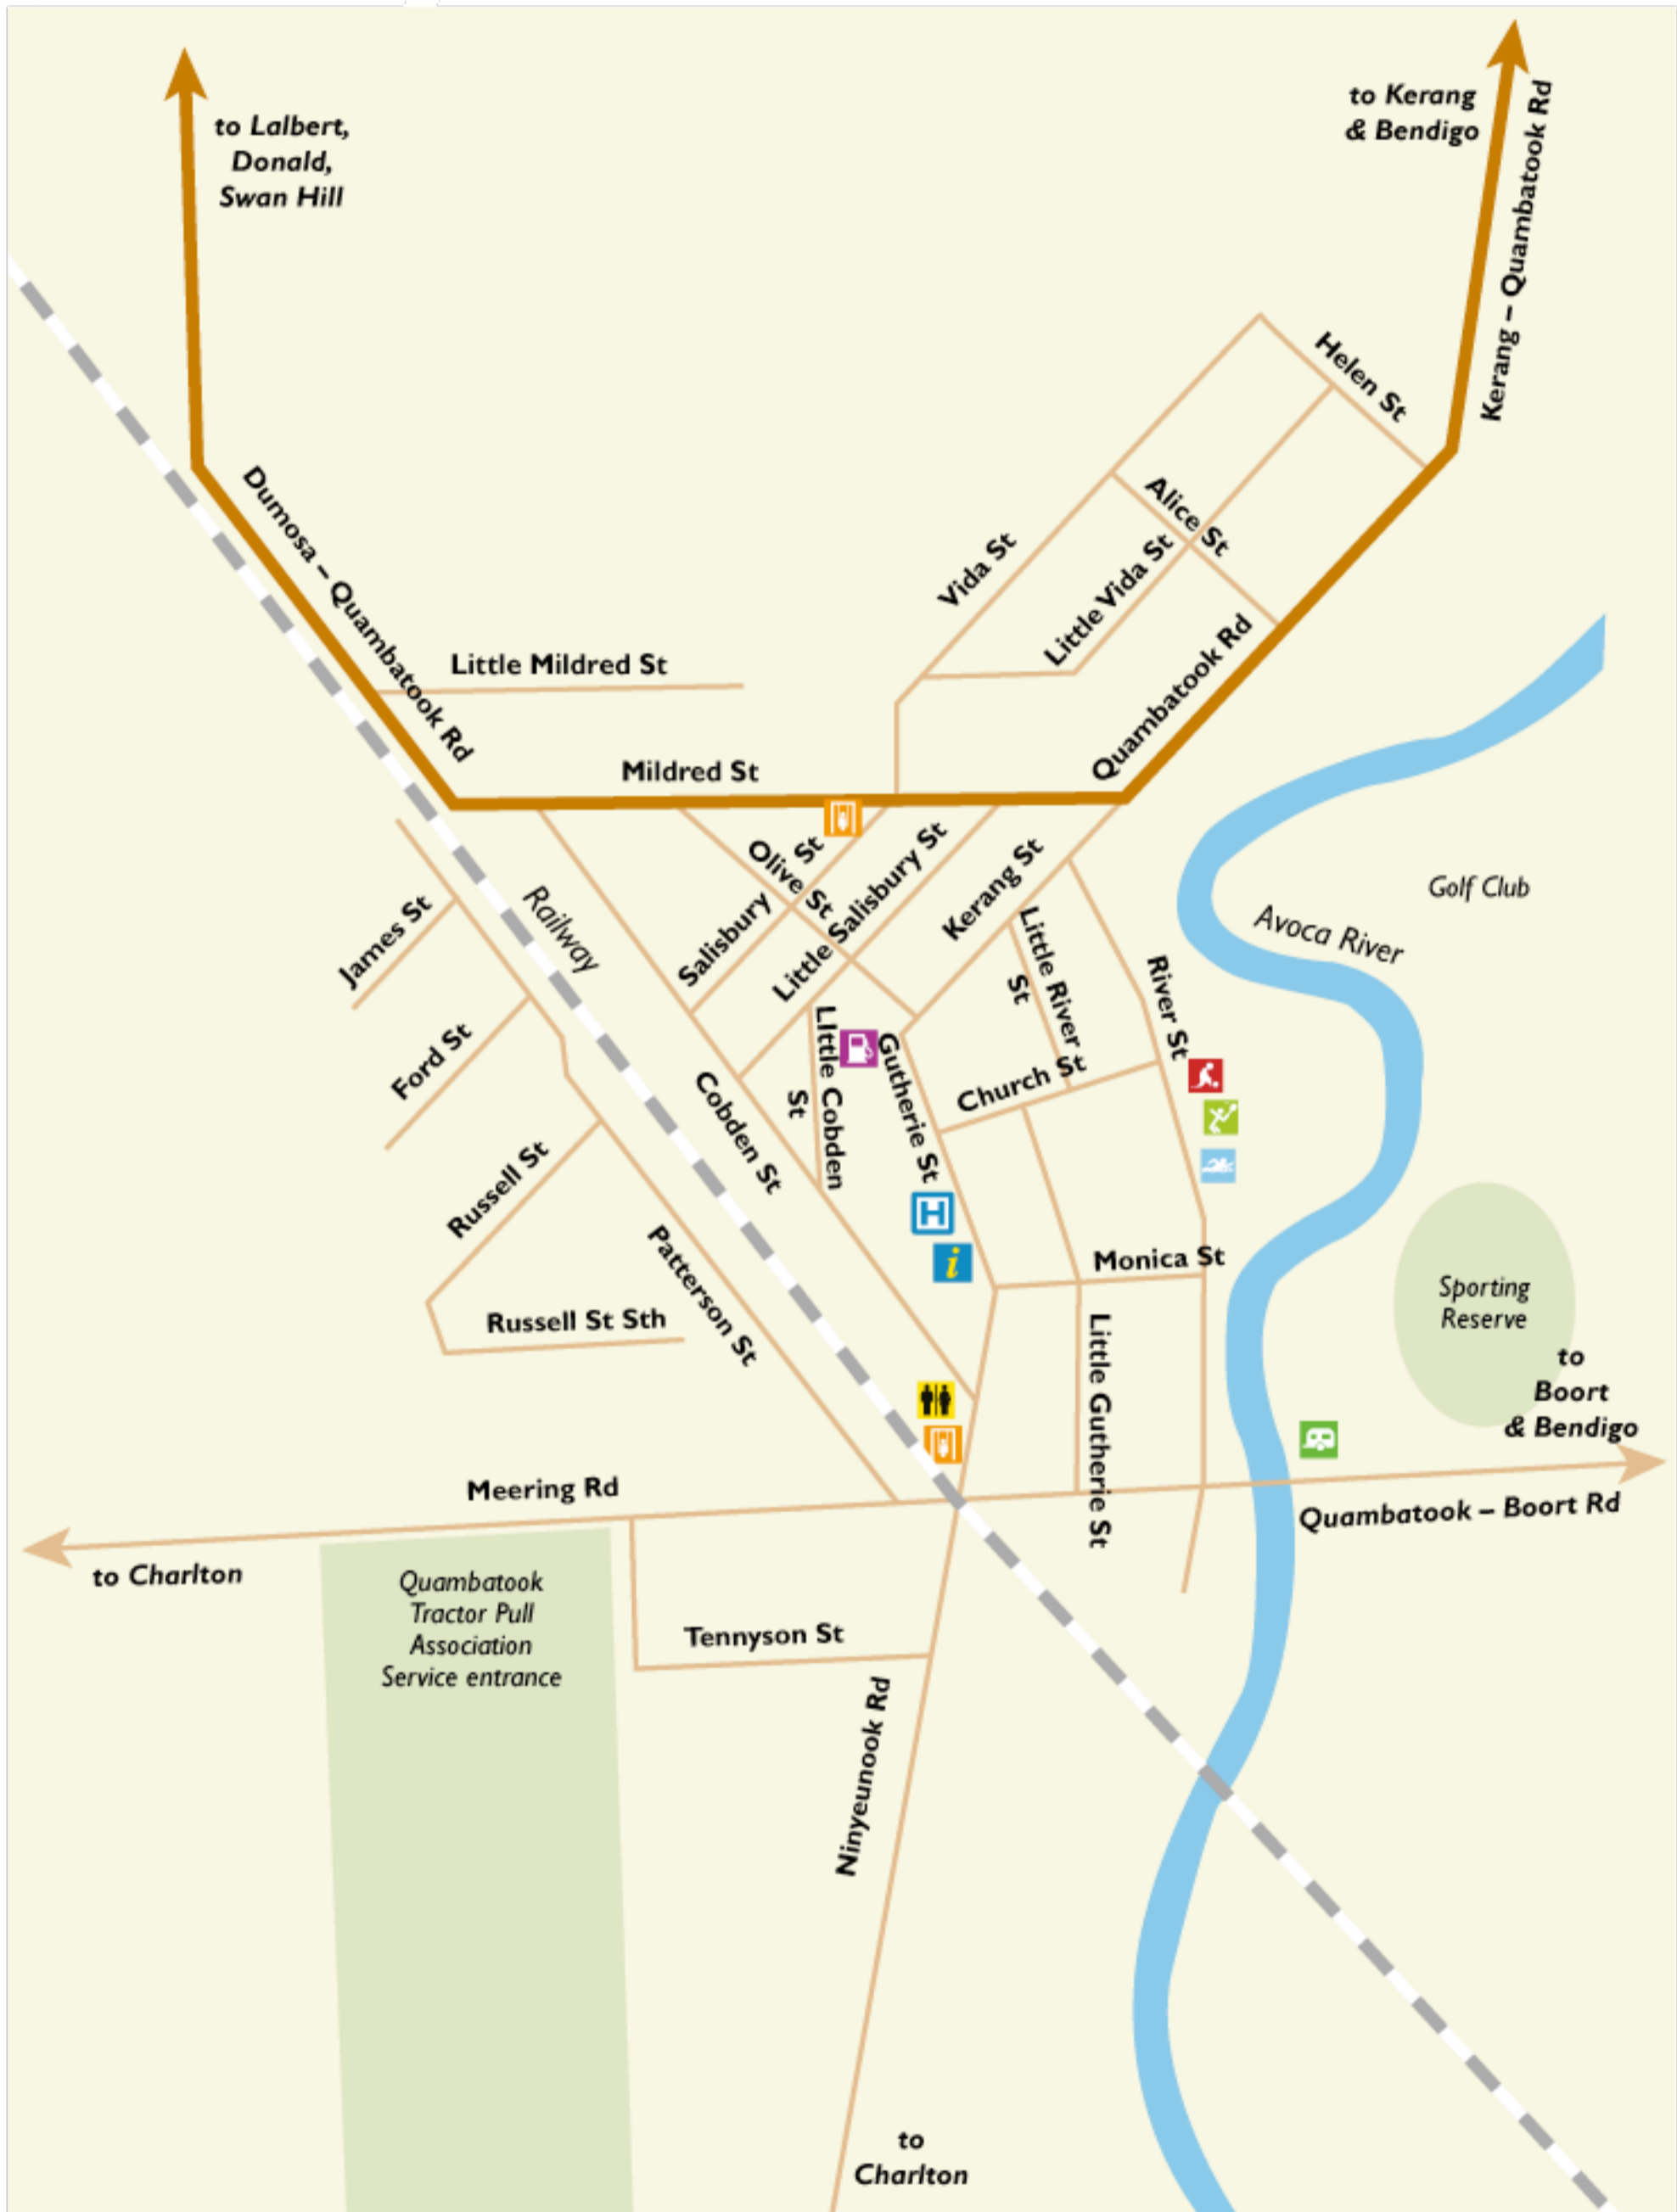 to Lalbert,
Donald,
Swan Hill
to Kerang
& Bendigo
Kerang – Quambatook Rd
Helen St
Alice St
Vida St
Little Vida St
Dumosa – Quambatook Rd
Quambatook Rd
Little Mildred St
Mildred St
Olive St
Salisbury St
Little Salisbury St
Kerang St
Golf Club
Avoca River
Railway
James St
Little River
St
River St
Ford St
LIttle Cobden
St
Gutherie St
Church St
Cobden St
Russell St
H
i
Monica St
Patterson St
Russell St Sth
Little Gutherie St
Sporting
Reserve
to
Boort
& Bendigo
Meering Rd
Quambatook – Boort Rd
to Charlton
Quambatook
Tractor Pull
Association
Service entrance
Tennyson St
Ninyeunook Rd
to
Charlton